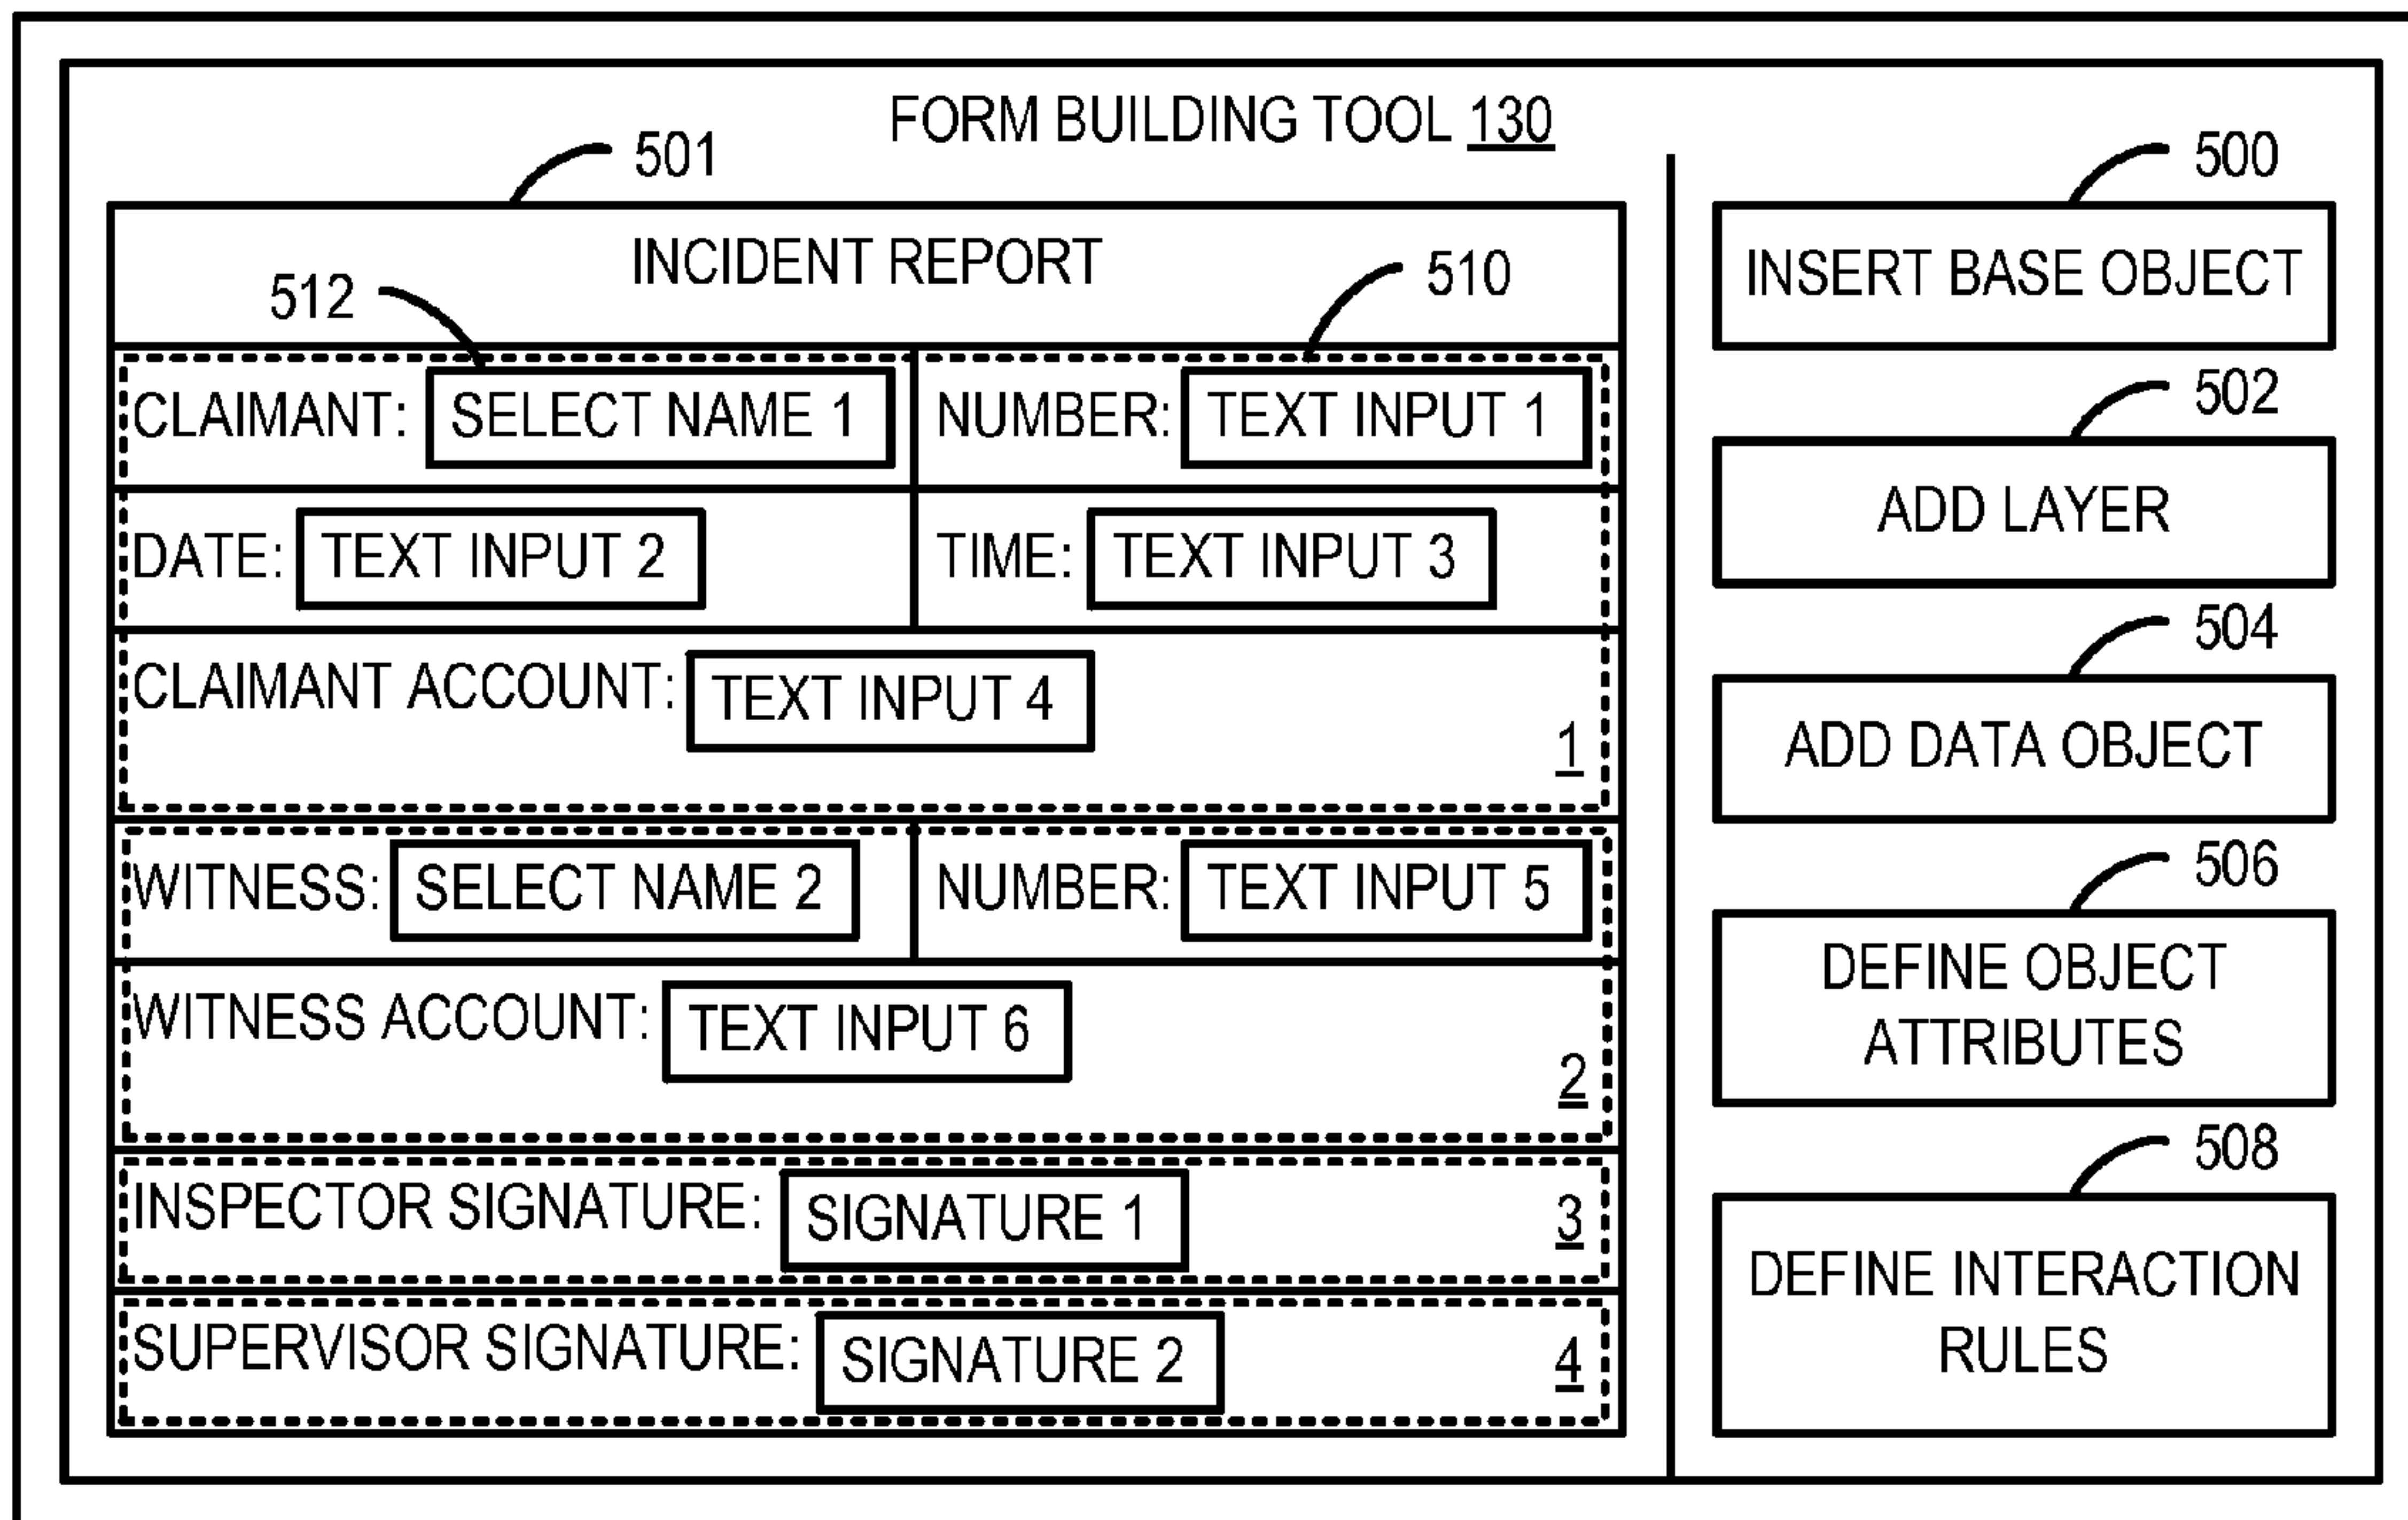 FORM BUILDING TOOL 130
501
INCIDENT REPORT
512
510
CLAIMANT: SELECT NAME 1 NUMBER: TEXT INPUT 1
DATE: TEXT INPUT 2 TIME: TEXT INPUT 3
CLAIMANT ACCOUNT: TEXT INPUT 4
1
WITNESS: SELECT NAME 2 NUMBER: TEXT INPUT 5
WITNESS ACCOUNT: TEXT INPUT 6
2
INSPECTOR SIGNATURE: SIGNATURE 1 3
SUPERVISOR SIGNATURE: SIGNATURE 2 4
500
INSERT BASE OBJECT
502
ADD LAYER
504
ADD DATA OBJECT
506
DEFINE OBJECT
ATTRIBUTES
508
DEFINE INTERACTION
RULES